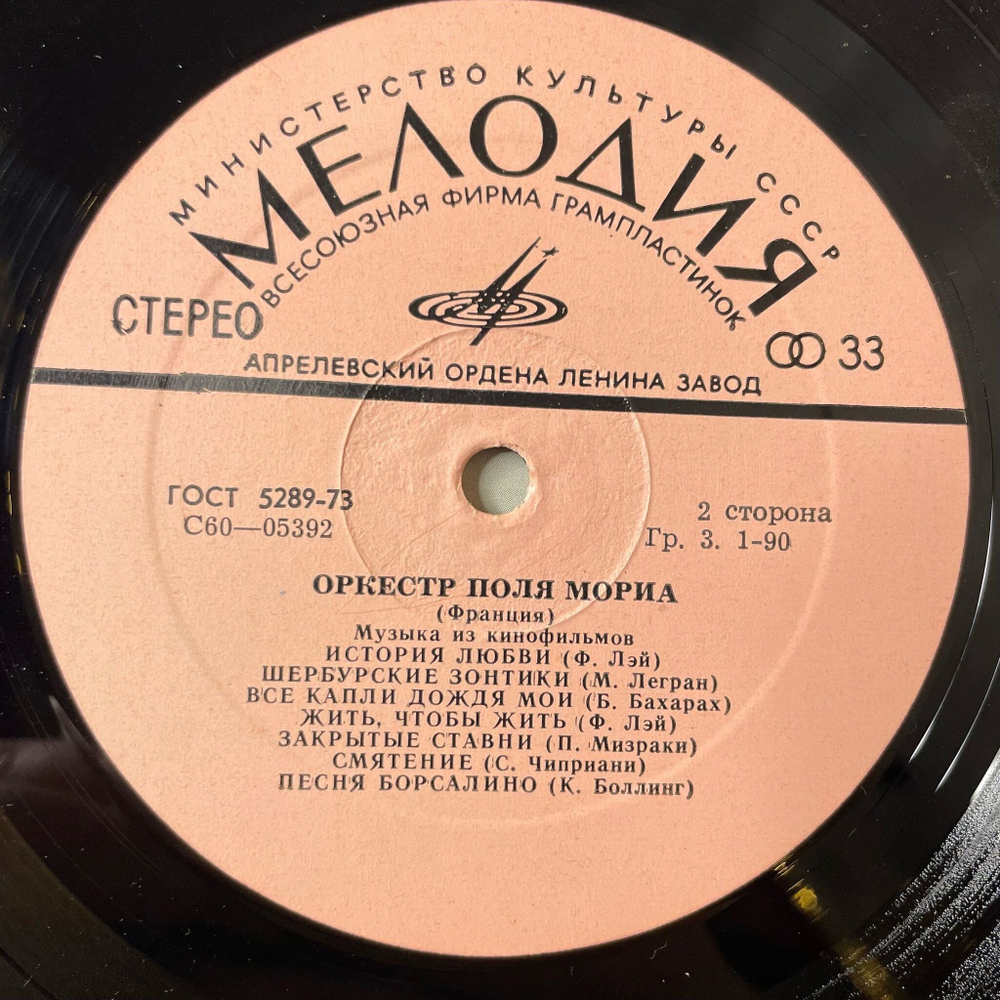 МИНИСТЕРСТВО КУЛЬТУРЫ СССР
МЕЛОДИЯ
ВСЕСОЮЗНАЯ ФИРМА ГРАМПЛАСТИНОК
СТЕРЕО
33
АПРЕЛЕВСКИЙ ОРДЕНА ЛЕНИНА ЗАВОД
ГОСТ 5289-73
С60—05392
2 сторона
Гр. 3. 1-90
ОРКЕСТР ПОЛЯ МОРИА
(Франция)
Музыка из кинофильмов
ИСТОРИЯ ЛЮБВИ (Ф. Лэй)
ШЕРБУРСКИЕ ЗОНТИКИ (М. Легран)
ВСЕ КАПЛИ ДОЖДЯ МОИ (Б. Бахарах)
ЖИТЬ, ЧТОБЫ ЖИТЬ (Ф. Лэй)
ЗАКРЫТЫЕ СТАВНИ (П. Мизраки)
СМЯТЕНИЕ (С. Чиприани)
ПЕСНЯ БОРСАЛИНО (К. Боллинг)